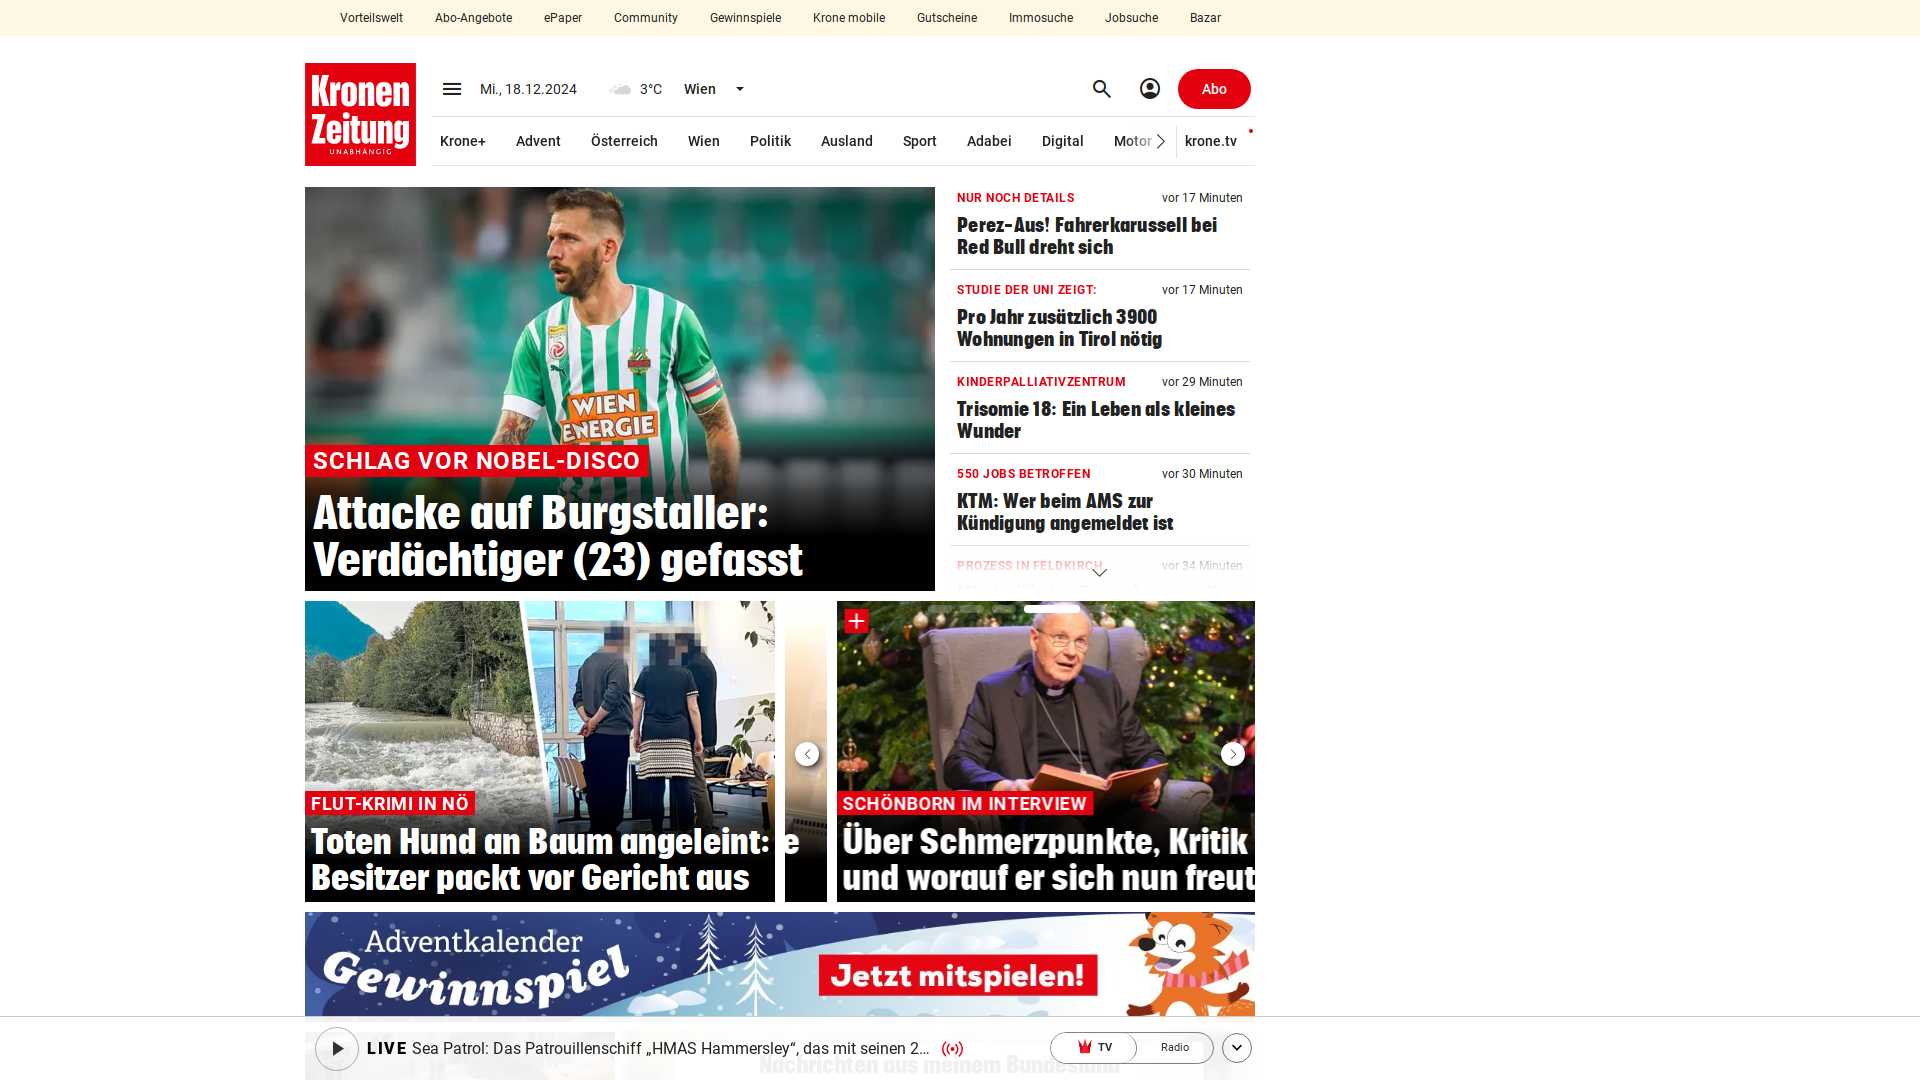 Vorteilswelt Abo-Angebote ePaper Community Gewinnspiele Krone mobile Gutscheine Immosuche Jobsuche Bazar
Kronen
Zeitung
UNABHÄNGIG
Mi., 18.12.2024 3°C Wien Abo
Krone+ Advent Österreich Wien Politik Ausland Sport Adabei Digital Motor krone.tv
WIEN
ENERGIE
SCHLAG VOR NOBEL-DISCO
Attacke auf Burgstaller:
Verdächtiger (23) gefasst
NUR NOCH DETAILS vor 17 Minuten
Perez-Aus! Fahrerkarussell bei
Red Bull dreht sich
STUDIE DER UNI ZEIGT: vor 17 Minuten
Pro Jahr zusätzlich 3900
Wohnungen in Tirol nötig
KINDERPALLIATIVZENTRUM vor 29 Minuten
Trisomie 18: Ein Leben als kleines
Wunder
550 JOBS BETROFFEN vor 30 Minuten
KTM: Wer beim AMS zur
Kündigung angemeldet ist
PROZESS IN FELDKIRCH vor 34 Minuten
FLUT-KRIMI IN NÖ
Toten Hund an Baum angeleint:
Besitzer packt vor Gericht aus
e
SCHÖNBORN IM INTERVIEW
Über Schmerzpunkte, Kritik
und worauf er sich nun freut
Adventkalender
Gewinnspiel
Jetzt mitspielen!
LIVE Sea Patrol: Das Patrouillenschiff „HMAS Hammersley“, das mit seinen 2... TV Radio
Nachrichten aus meinem Bundesland